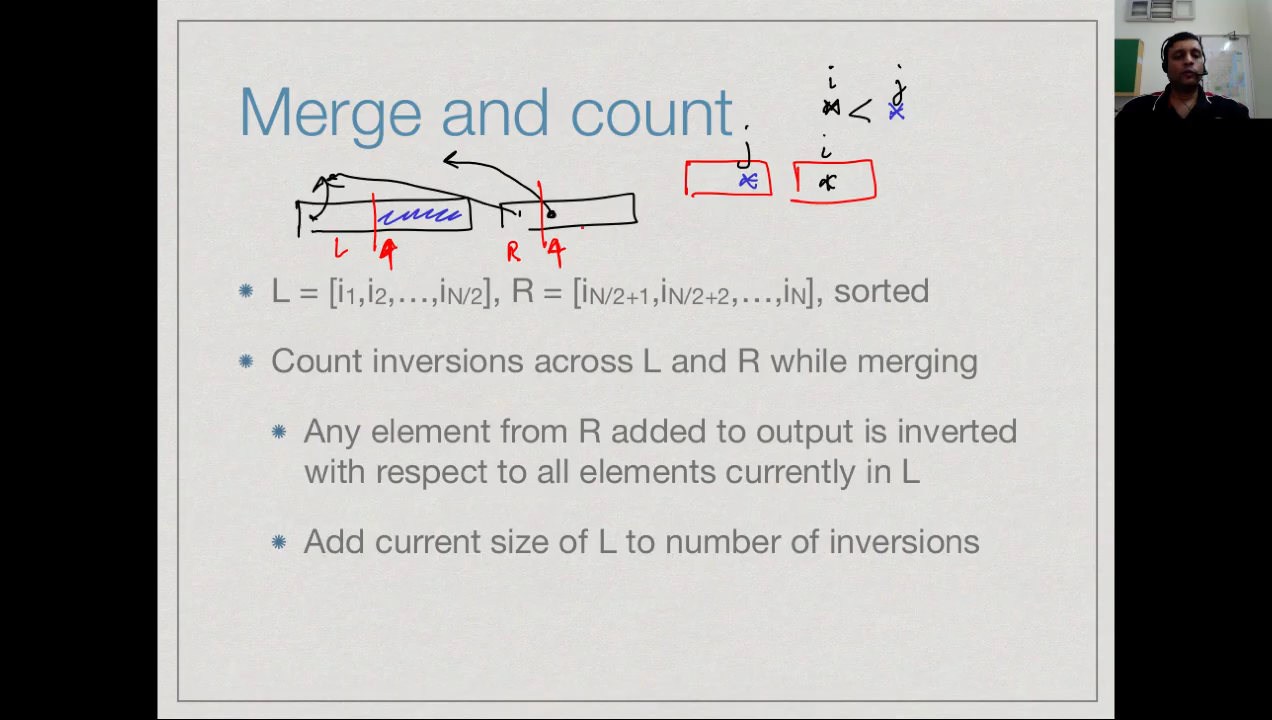 Merge and count
i j
* < *
j i
* *
L R
* L = [i1,i2,…,iN/2], R = [iN/2+1,iN/2+2,…,iN], sorted
* Count inversions across L and R while merging
* Any element from R added to output is inverted
with respect to all elements currently in L
* Add current size of L to number of inversions